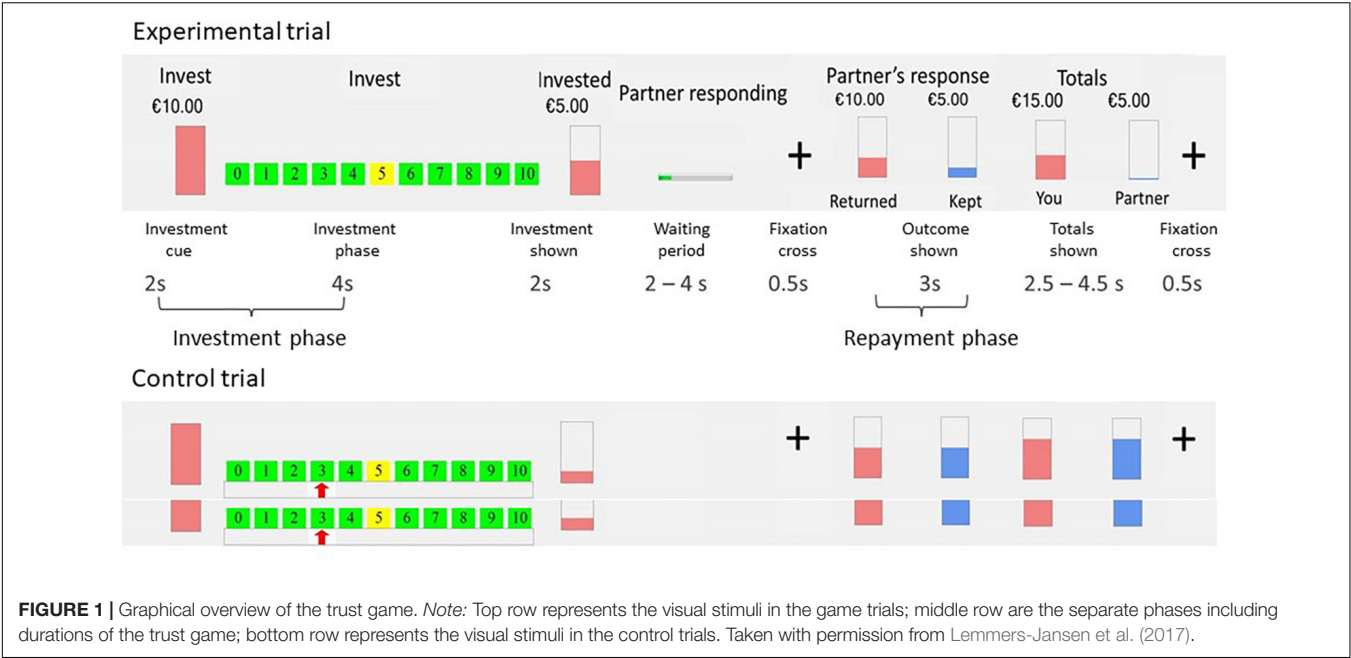 Experimental trial
Invest Invest Invested Partner responding Partner's response Totals
€10.00 €5.00 €10.00 €5.00 €15.00 €5.00
+ +
0 1 2 3 4 5 6 7 8 9 10
Returned Kept You Partner
Investment cue Investment phase Investment shown Waiting period Fixation cross Outcome shown Totals shown Fixation cross
2s 4s 2s 2 – 4 s 0.5s 3s 2.5 – 4.5 s 0.5s
Investment phase Repayment phase
Control trial
+ +
0 1 2 3 4 5 6 7 8 9 10
0 1 2 3 4 5 6 7 8 9 10
FIGURE 1 | Graphical overview of the trust game. Note: Top row represents the visual stimuli in the game trials; middle row are the separate phases including
durations of the trust game; bottom row represents the visual stimuli in the control trials. Taken with permission from Lemmers-Jansen et al. (2017).